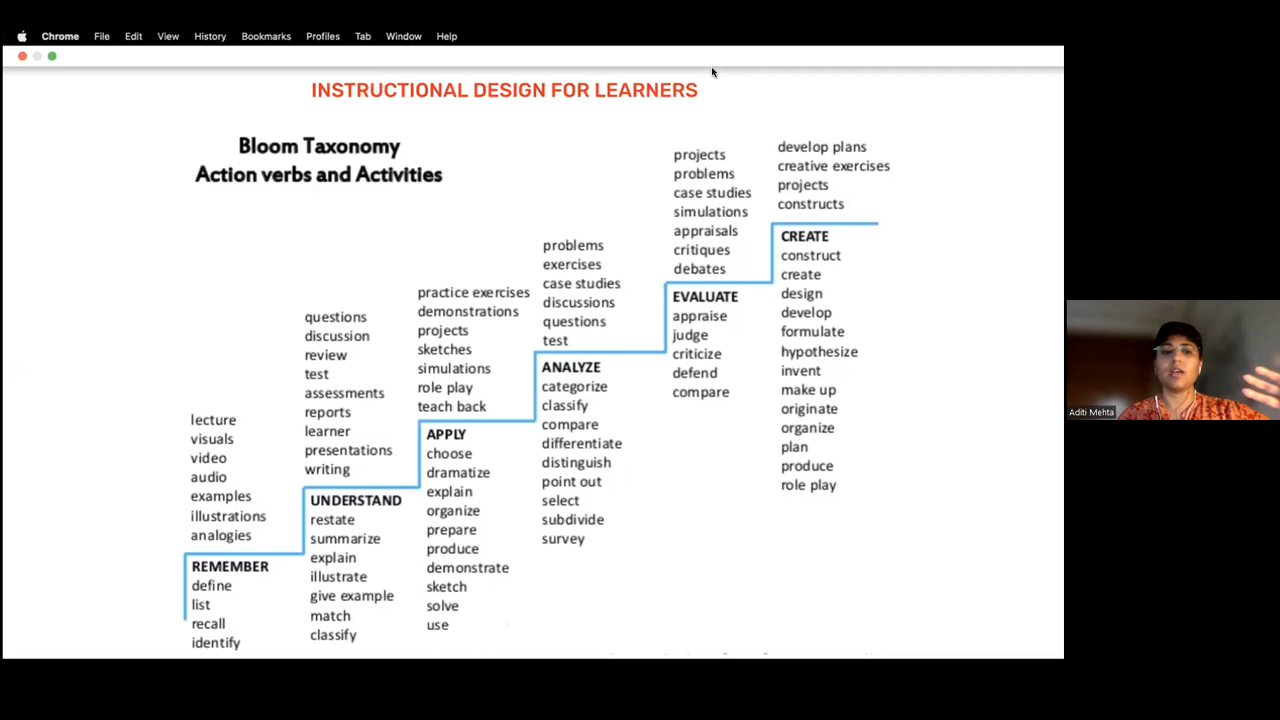 Chrome File Edit View History Bookmarks Profiles Tab Window Help
INSTRUCTIONAL DESIGN FOR LEARNERS
Bloom Taxonomy
Action verbs and Activities
lecture
visuals
video
audio
examples
illustrations
analogies
REMEMBER
define
list
recall
identify
questions
discussion
review
test
assessments
reports
learner
presentations
writing
UNDERSTAND
restate
summarize
explain
illustrate
give example
match
classify
practice exercises
demonstrations
projects
sketches
simulations
role play
teach back
APPLY
choose
dramatize
explain
organize
prepare
produce
demonstrate
sketch
solve
use
problems
exercises
case studies
discussions
questions
test
ANALYZE
categorize
classify
compare
differentiate
distinguish
point out
select
subdivide
survey
projects
problems
case studies
simulations
appraisals
critiques
debates
EVALUATE
appraise
judge
criticize
defend
compare
develop plans
creative exercises
projects
constructs
CREATE
construct
create
design
develop
formulate
hypothesize
invent
make up
originate
organize
plan
produce
role play
Aditi Mehta